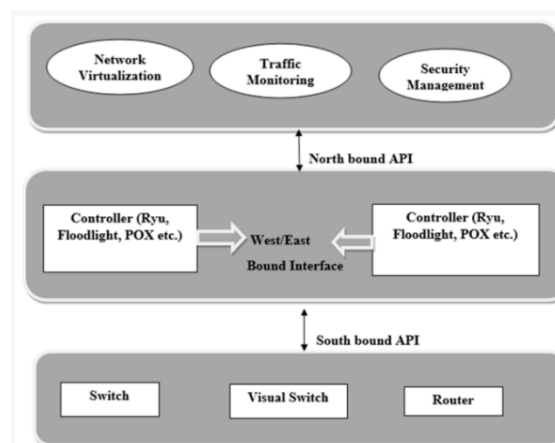 Network
Virtualization
Traffic
Monitoring
Security
Management
North bound API
Controller (Ryu,
Floodlight, POX etc.)
West/East
Bound Interface
Controller (Ryu,
Floodlight, POX etc.)
South bound API
Switch
Visual Switch
Router